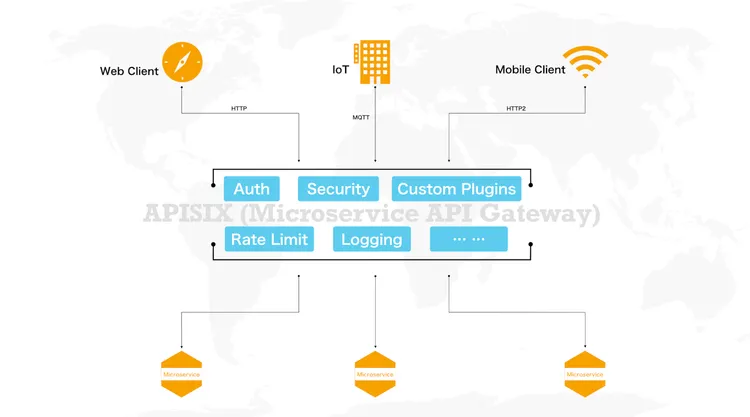 Web Client
IoT
Mobile Client
HTTP
MQTT
HTTP2
Auth
Security
Custom Plugins
APISIX (Microservice API Gateway)
Rate Limit
Logging
... ...
Microservice
Microservice
Microservice